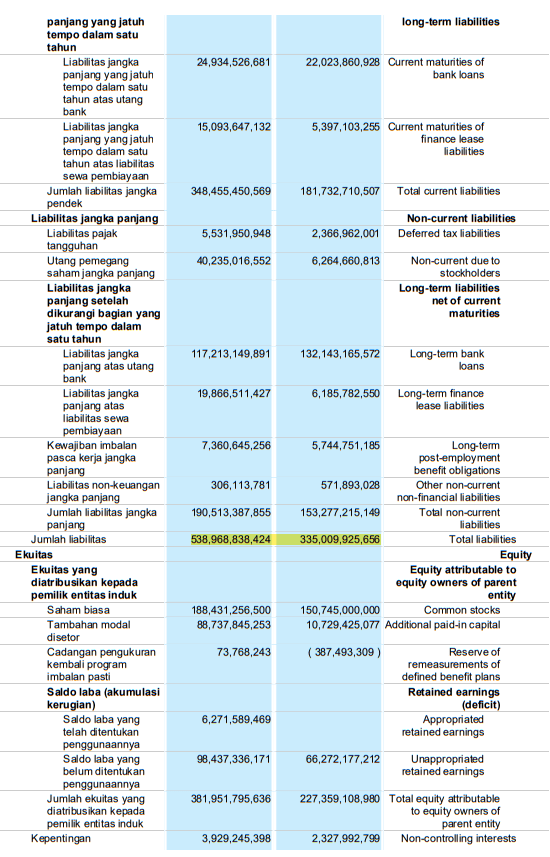 panjang yang jatuh long-term liabilities
tempo dalam satu
tahun
Liabilitas jangka 24,934,526,681 22,023,860,928 Current maturities of
panjang yang jatuh bank loans
tempo dalam satu
tahun atas utang
bank
Liabilitas jangka 15,093,647,132 5,397,103,255 Current maturities of
panjang yang jatuh finance lease
tempo dalam satu liabilities
tahun atas liabilitas
sewa pembiayaan
Jumlah liabilitas jangka 348,455,450,569 181,732,710,507 Total current liabilities
pendek
Liabilitas jangka panjang Non-current liabilities
Liabilitas pajak 5,531,950,948 2,366,962,001 Deferred tax liabilities
tangguhan
Utang pemegang 40,235,016,552 6,264,660,813 Non-current due to
saham jangka panjang stockholders
Liabilitas jangka Long-term liabilities
panjang setelah net of current
dikurangi bagian yang maturities
jatuh tempo dalam
satu tahun
Liabilitas jangka 117,213,149,891 132,143,165,572 Long-term bank
panjang atas utang loans
bank
Liabilitas jangka 19,866,511,427 6,185,782,550 Long-term finance
panjang atas lease liabilities
liabilitas sewa
pembiayaan
Kewajiban imbalan 7,360,645,256 5,744,751,185 Long-term
pasca kerja jangka post-employment
panjang benefit obligations
Liabilitas non-keuangan 306,113,781 571,893,028 Other non-current
jangka panjang non-financial liabilities
Jumlah liabilitas jangka 190,513,387,855 153,277,215,149 Total non-current
panjang liabilities
Jumlah liabilitas 538,968,838,424 335,009,925,656 Total liabilities
Ekuitas Equity
Ekuitas yang Equity attributable to
diatribusikan kepada equity owners of parent
pemilik entitas induk entity
Saham biasa 188,431,256,500 150,745,000,000 Common stocks
Tambahan modal 88,737,845,253 10,729,425,077 Additional paid-in capital
disetor
Cadangan pengukuran 73,768,243 ( 387,493,309 ) Reserve of
kembali program remeasurements of
imbalan pasti defined benefit plans
Saldo laba (akumulasi Retained earnings
kerugian) (deficit)
Saldo laba yang 6,271,589,469 Appropriated
telah ditentukan retained earnings
penggunaannya
Saldo laba yang 98,437,336,171 66,272,177,212 Unappropriated
belum ditentukan retained earnings
penggunaannya
Jumlah ekuitas yang 381,951,795,636 227,359,108,980 Total equity attributable
diatribusikan kepada to equity owners of
pemilik entitas induk parent entity
Kepentingan 3,929,245,398 2,327,992,799 Non-controlling interests